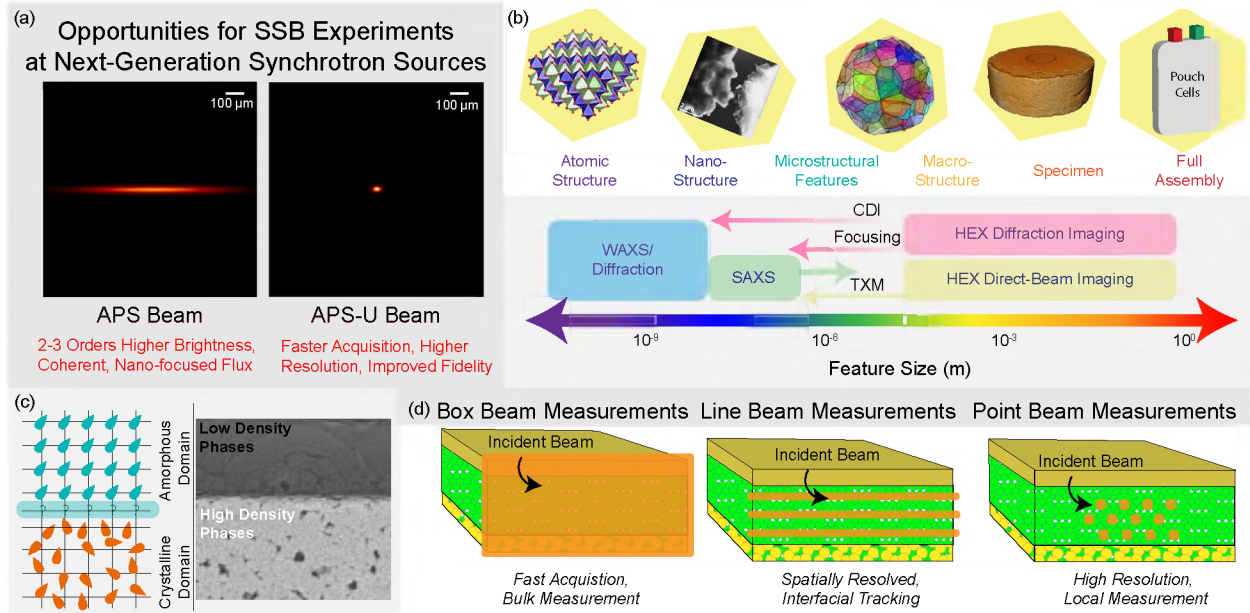 (a)
Opportunities for SSB Experiments
at Next-Generation Synchrotron Sources
100 µm
100 µm
APS Beam
APS-U Beam
2-3 Orders Higher Brightness,
Coherent, Nano-focused Flux
Faster Acquisition, Higher
Resolution, Improved Fidelity
(b)
Pouch
Cells
Atomic
Structure
Nano-
Structure
Microstructural
Features
Macro-
Structure
Specimen
Full
Assembly
WAXS/
Diffraction
SAXS
CDI
Focusing
TXM
HEX Diffraction Imaging
HEX Direct-Beam Imaging
10⁻⁹
10⁻⁶
10⁻³
10⁰
Feature Size (m)
(c)
Amorphous
Domain
Crystalline
Domain
Low Density
Phases
High Density
Phases
(d)
Box Beam Measurements
Incident Beam
Fast Acquistion,
Bulk Measurement
Line Beam Measurements
Incident Beam
Spatially Resolved,
Interfacial Tracking
Point Beam Measurements
Incident Beam
High Resolution,
Local Measurement